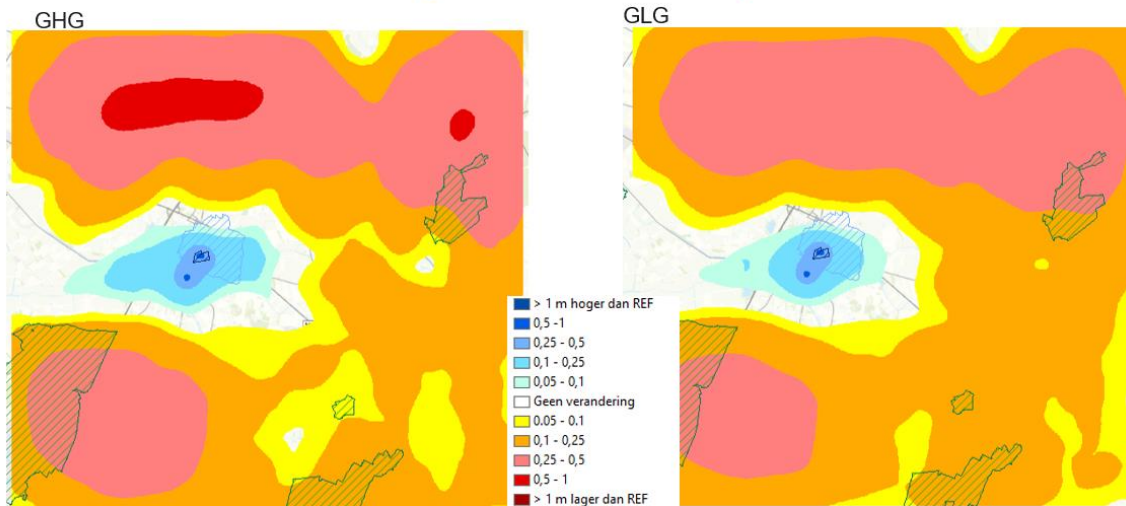 GHG
GLG
> 1 m hoger dan REF
0,5 -1
0,25 - 0,5
0,1 - 0,25
0,05 - 0,1
Geen verandering
0.05 - 0.1
0,1 - 0,25
0,25 - 0,5
0,5 - 1
> 1 m lager dan REF